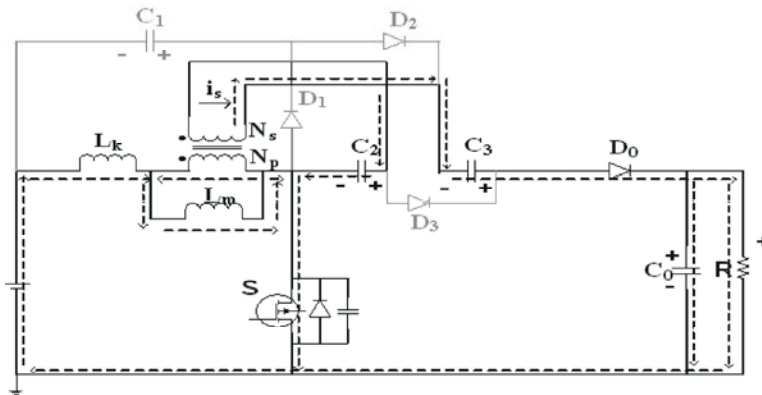 C1
D2
- +
is
D1
Ns
Lk
Np
C2
C3
D0
- +
- +
Lm
D3
+
+
S
C0
R
-